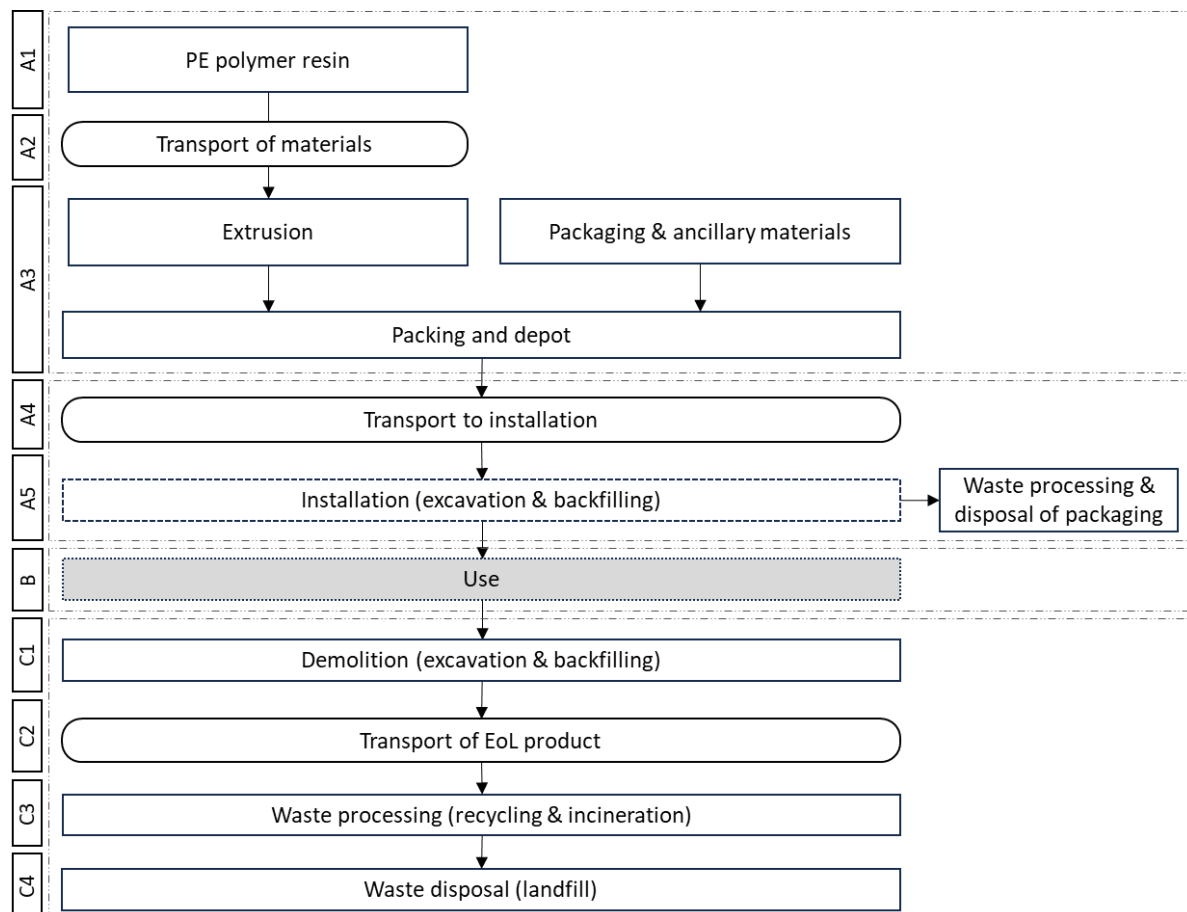 A1
PE polymer resin
A2
Transport of materials
A3
Extrusion
Packaging & ancillary materials
Packing and depot
A4
Transport to installation
A5
Installation (excavation & backfilling)
Waste processing &
disposal of packaging
B
Use
C1
Demolition (excavation & backfilling)
C2
Transport of EoL product
C3
Waste processing (recycling & incineration)
C4
Waste disposal (landfill)